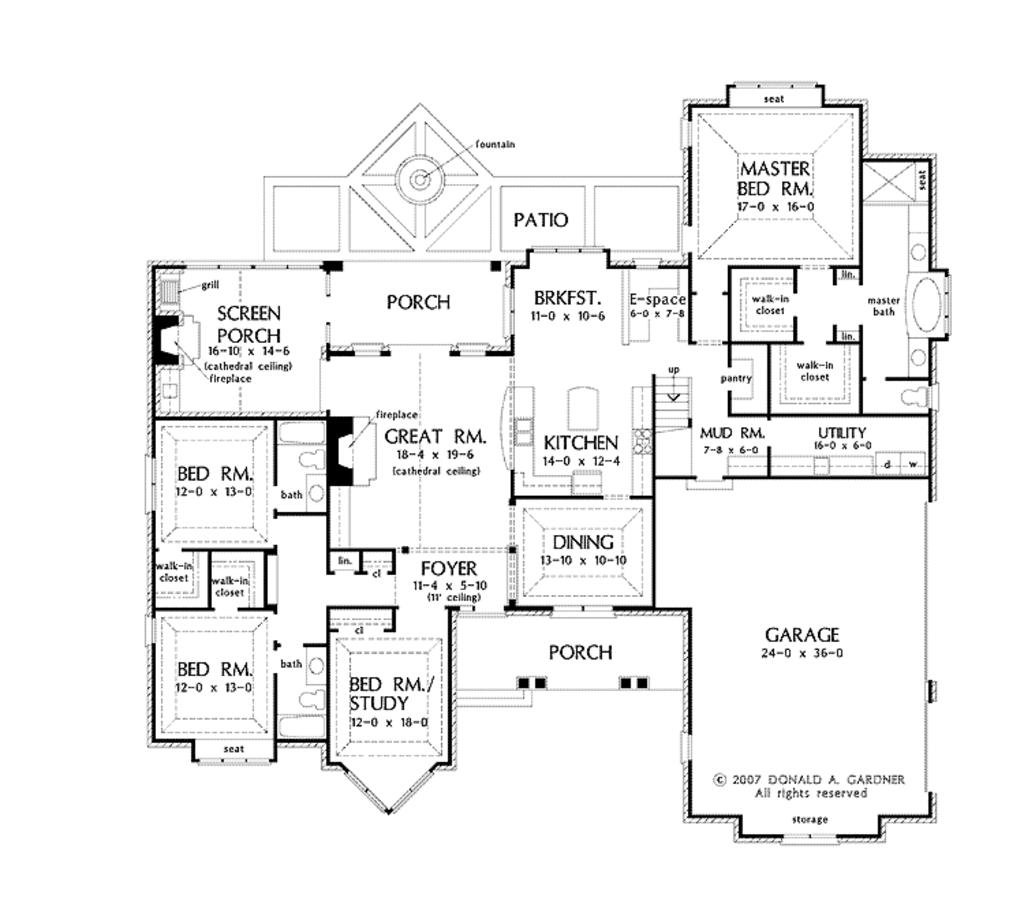 seat
fountain
MASTER
BED RM.
17-0 x 16-0
seat
PATIO
grill
SCREEN
PORCH
16-10 x 14-6
(cathedral ceiling)
fireplace
PORCH
BRKFST.
11-0 x 10-6
E-space
6-0 x 7-8
walk-in
closet
lin.
master
bath
lin.
walk-in
closet
up
pantry
fireplace
GREAT RM.
18-4 x 19-6
(cathedral ceiling)
KITCHEN
14-0 x 12-4
MUD RM.
7-8 x 6-0
UTILITY
16-0 x 6-0
d
w
BED RM.
12-0 x 13-0
bath
DINING
13-10 x 10-10
walk-in
closet
walk-in
closet
lin.
cl
FOYER
11-4 x 5-10
(11' ceiling)
cl
GARAGE
24-0 x 36-0
PORCH
BED RM.
12-0 x 13-0
bath
BED RM./
STUDY
12-0 x 18-0
seat
© 2007 DONALD A. GARDNER
All rights reserved
storage